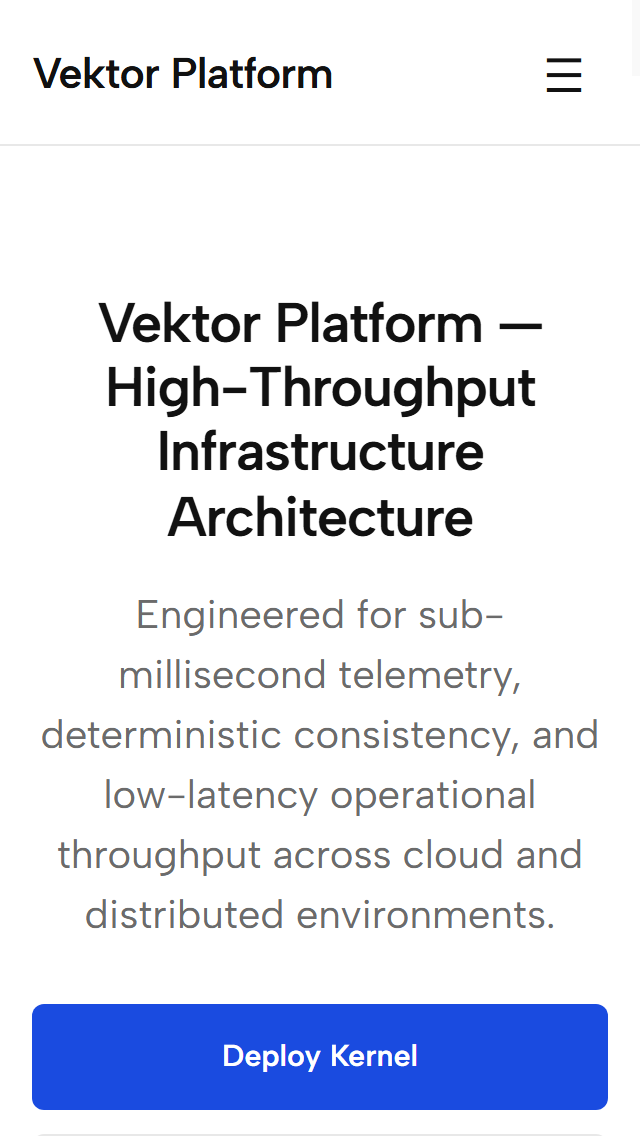 Vektor Platform
Vektor Platform —
High-Throughput
Infrastructure
Architecture
Engineered for sub-
millisecond telemetry,
deterministic consistency, and
low-latency operational
throughput across cloud and
distributed environments.
Deploy Kernel